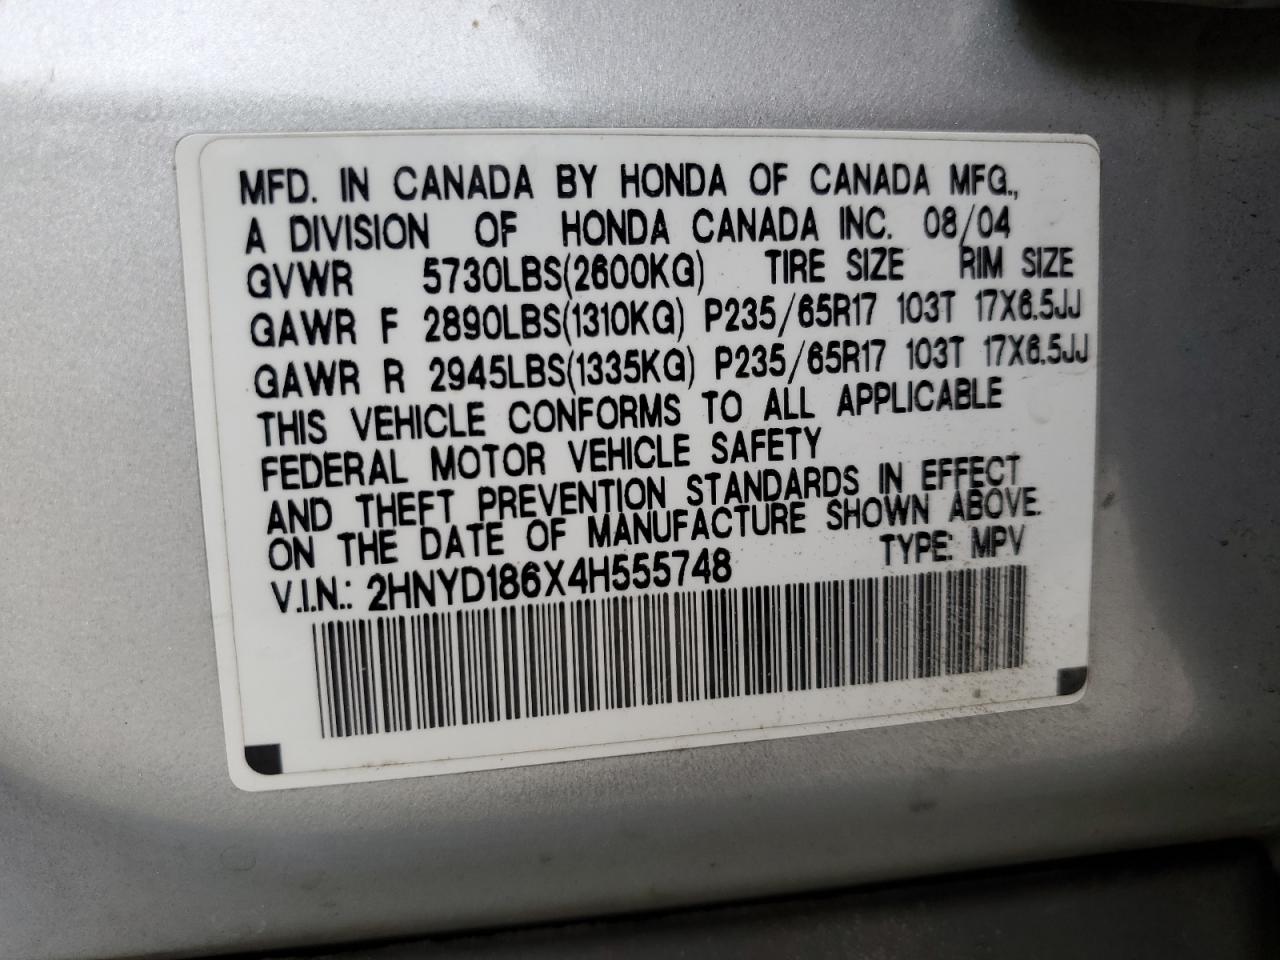 MFD. IN CANADA BY HONDA OF CANADA MFG.,
A DIVISION OF HONDA CANADA INC. 08/04
GVWR 5730LBS(2600KG) TIRE SIZE RIM SIZE
GAWR F 2890LBS(1310KG) P235/65R17 103T 17X6.5JJ
GAWR R 2945LBS(1335KG) P235/65R17 103T 17X6.5JJ
THIS VEHICLE CONFORMS TO ALL APPLICABLE
FEDERAL MOTOR VEHICLE SAFETY
AND THEFT PREVENTION STANDARDS IN EFFECT
ON THE DATE OF MANUFACTURE SHOWN ABOVE.
V.I.N.: 2HNYD186X4H555748 TYPE: MPV